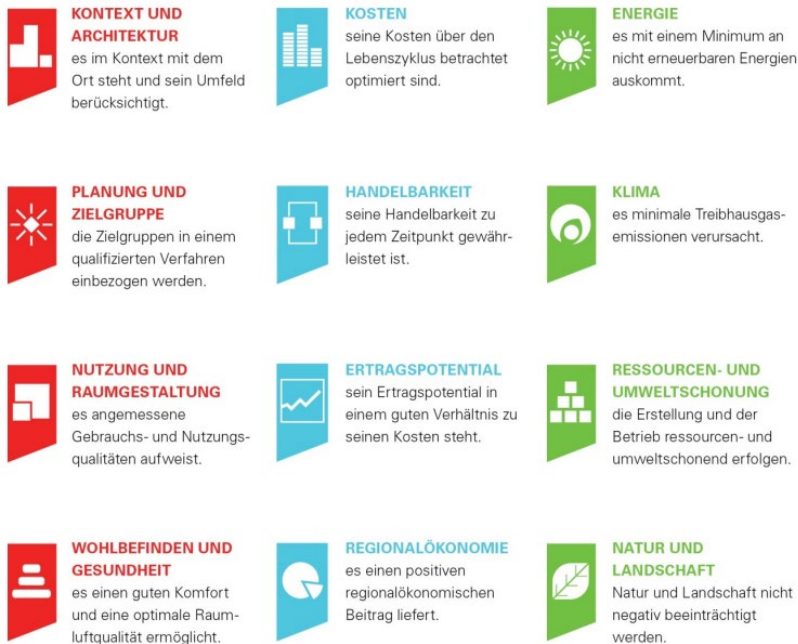 KONTEXT UND
ARCHITEKTUR
es im Kontext mit dem
Ort steht und sein Umfeld
berücksichtigt.
KOSTEN
seine Kosten über den
Lebenszyklus betrachtet
optimiert sind.
ENERGIE
es mit einem Minimum an
nicht erneuerbaren Energien
auskommt.
PLANUNG UND
ZIELGRUPPE
die Zielgruppen in einem
qualifizierten Verfahren
einbezogen werden.
HANDELBARKEIT
seine Handelbarkeit zu
jedem Zeitpunkt gewähr-
leistet ist.
KLIMA
es minimale Treibhausgas-
emissionen verursacht.
NUTZUNG UND
RAUMGESTALTUNG
es angemessene
Gebrauchs- und Nutzungs-
qualitäten aufweist.
ERTRAGSPOTENTIAL
sein Ertragspotential in
einem guten Verhältnis zu
seinen Kosten steht.
RESSOURCEN- UND
UMWELTSCHONUNG
die Erstellung und der
Betrieb ressourcen- und
umweltschonend erfolgen.
WOHLBEFINDEN UND
GESUNDHEIT
es einen guten Komfort
und eine optimale Raum-
luftqualität ermöglicht.
REGIONALÖKONOMIE
es einen positiven
regionalökonomischen
Beitrag liefert.
NATUR UND
LANDSCHAFT
Natur und Landschaft nicht
negativ beeinträchtigt
werden.